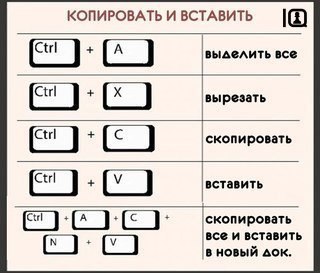 КОПИРОВАТЬ И ВСТАВИТЬ
Ctrl + A выделить все
Ctrl + X вырезать
Ctrl + C скопировать
Ctrl + V вставить
Ctrl + A + C +
N + V
скопировать
все и вставить
в новый док.